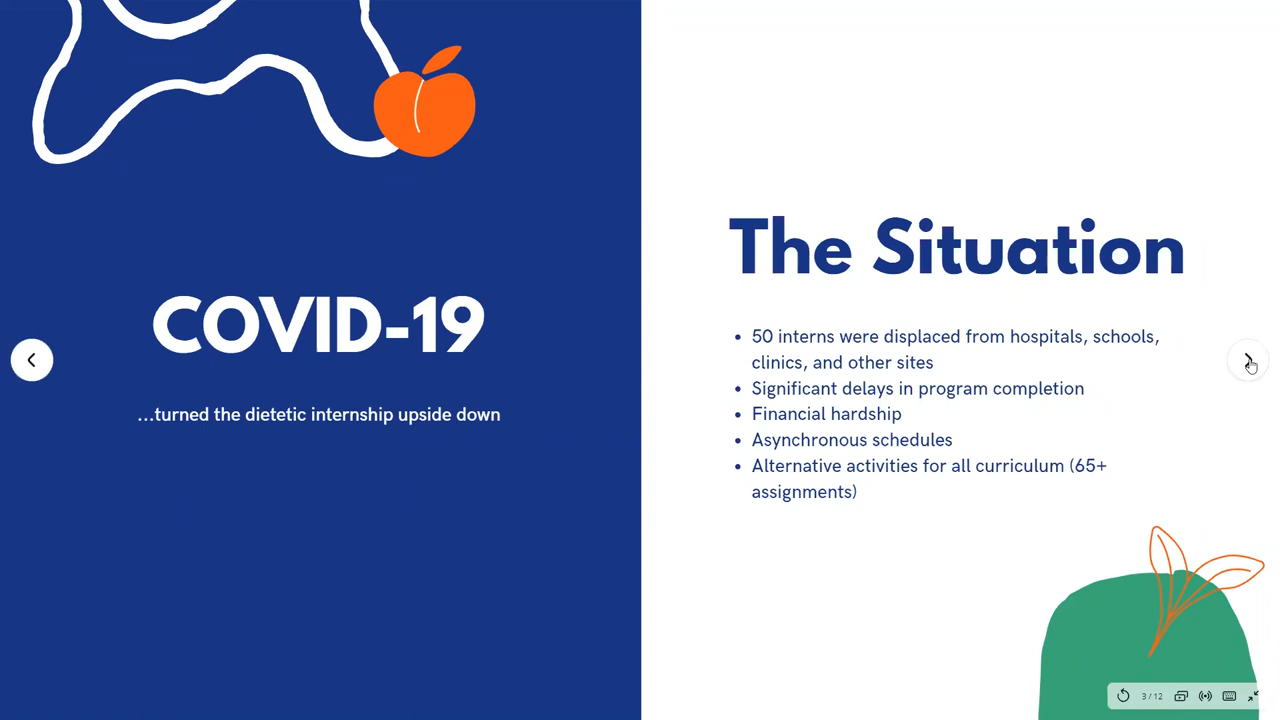 COVID-19
...turned the dietetic internship upside down
The Situation
• 50 interns were displaced from hospitals, schools,
clinics, and other sites
• Significant delays in program completion
• Financial hardship
• Asynchronous schedules
• Alternative activities for all curriculum (65+
assignments)
3 / 12